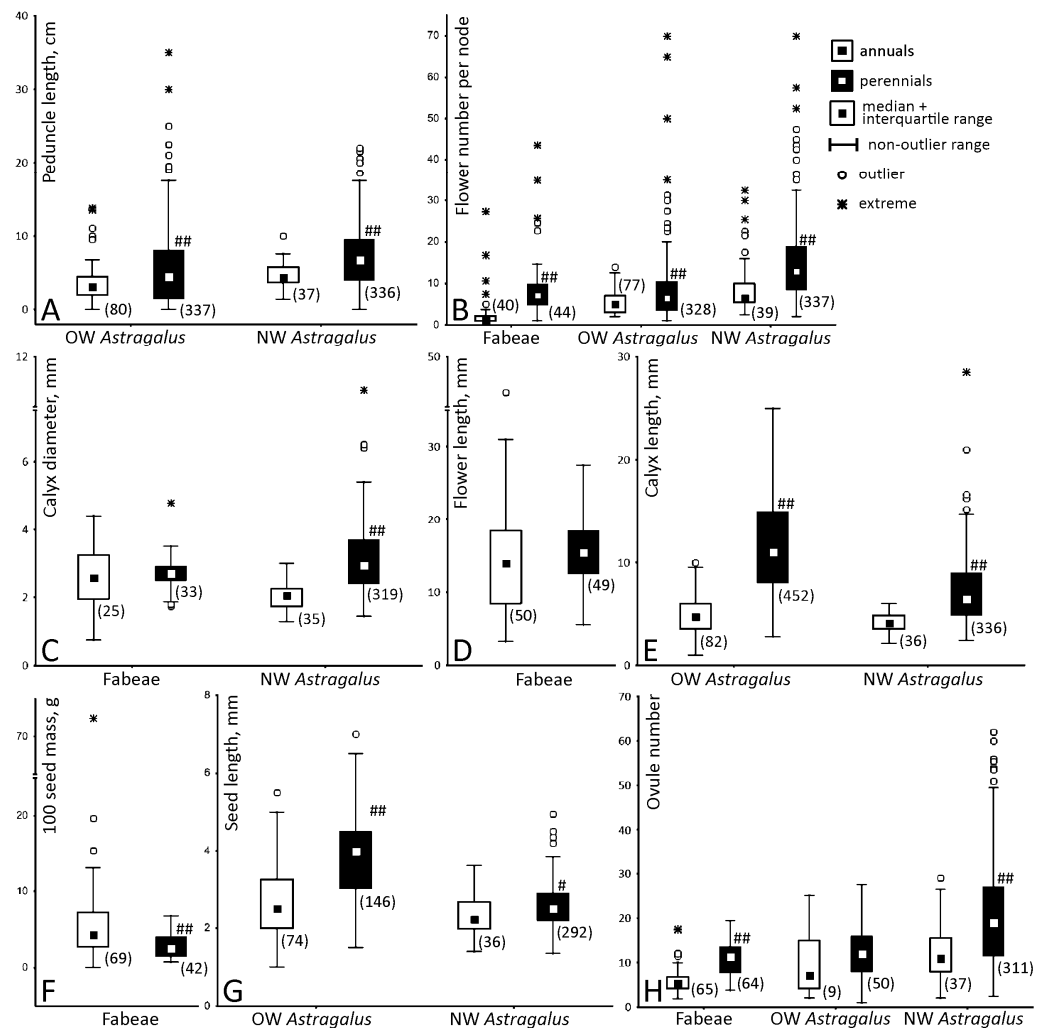 Peduncle length, cm
40
30
20
10
0
A
(80)
##
(337)
(37)
##
(336)
OW Astragalus
NW Astragalus
Flower number per node
70
60
50
40
30
20
10
0
B
(40)
##
(44)
(77)
##
(328)
(39)
##
(337)
Fabeae
OW Astragalus
NW Astragalus
annuals
perennials
median +
interquartile range
non-outlier range
outlier
extreme
Calyx diameter, mm
12
6
4
2
0
C
(25)
(33)
(35)
##
(319)
Fabeae
NW Astragalus
Flower length, mm
50
30
20
10
0
D
(50)
(49)
Fabeae
Calyx length, mm
30
20
10
0
E
(82)
##
(452)
(36)
##
(336)
OW Astragalus
NW Astragalus
100 seed mass, g
70
20
10
0
F
(69)
##
(42)
Fabeae
Seed length, mm
8
6
4
2
0
G
(74)
##
(146)
(36)
#
(292)
OW Astragalus
NW Astragalus
Ovule number
70
60
50
40
30
20
10
0
H
(65)
##
(64)
(9)
(50)
(37)
##
(311)
Fabeae
OW Astragalus
NW Astragalus